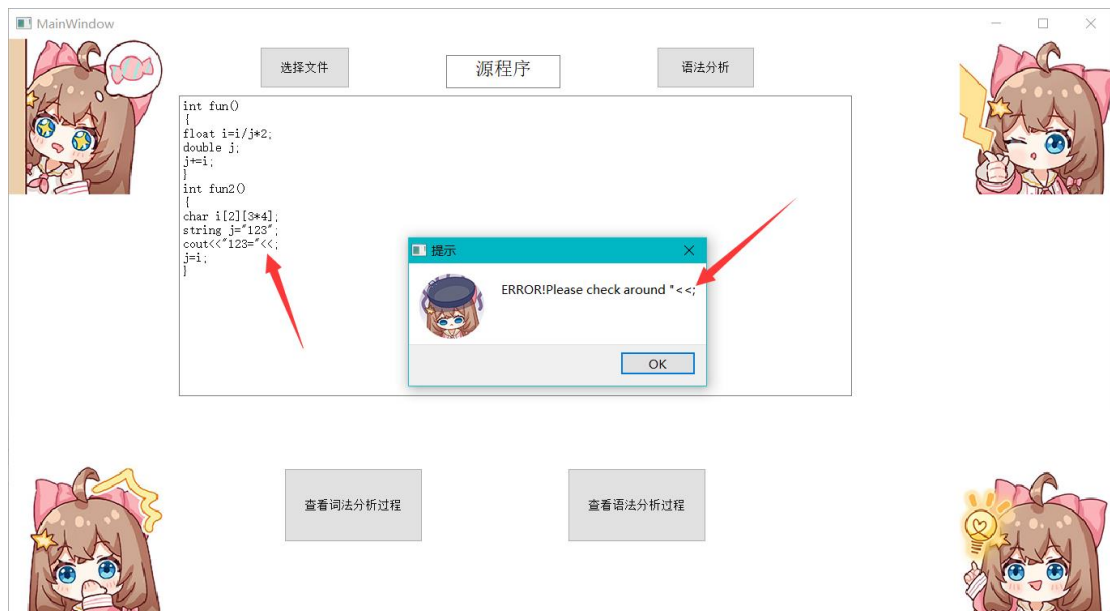 MainWindow
选择文件
源程序
语法分析
int fun()
{
float i=i/j*2;
double j;
j+=i;
}
int fun2()
{
char i[2][3*4];
string j="123";
cout<<"123="<<;
j=i;
}
提示
ERROR!Please check around "<<;
OK
查看词法分析过程
查看语法分析过程